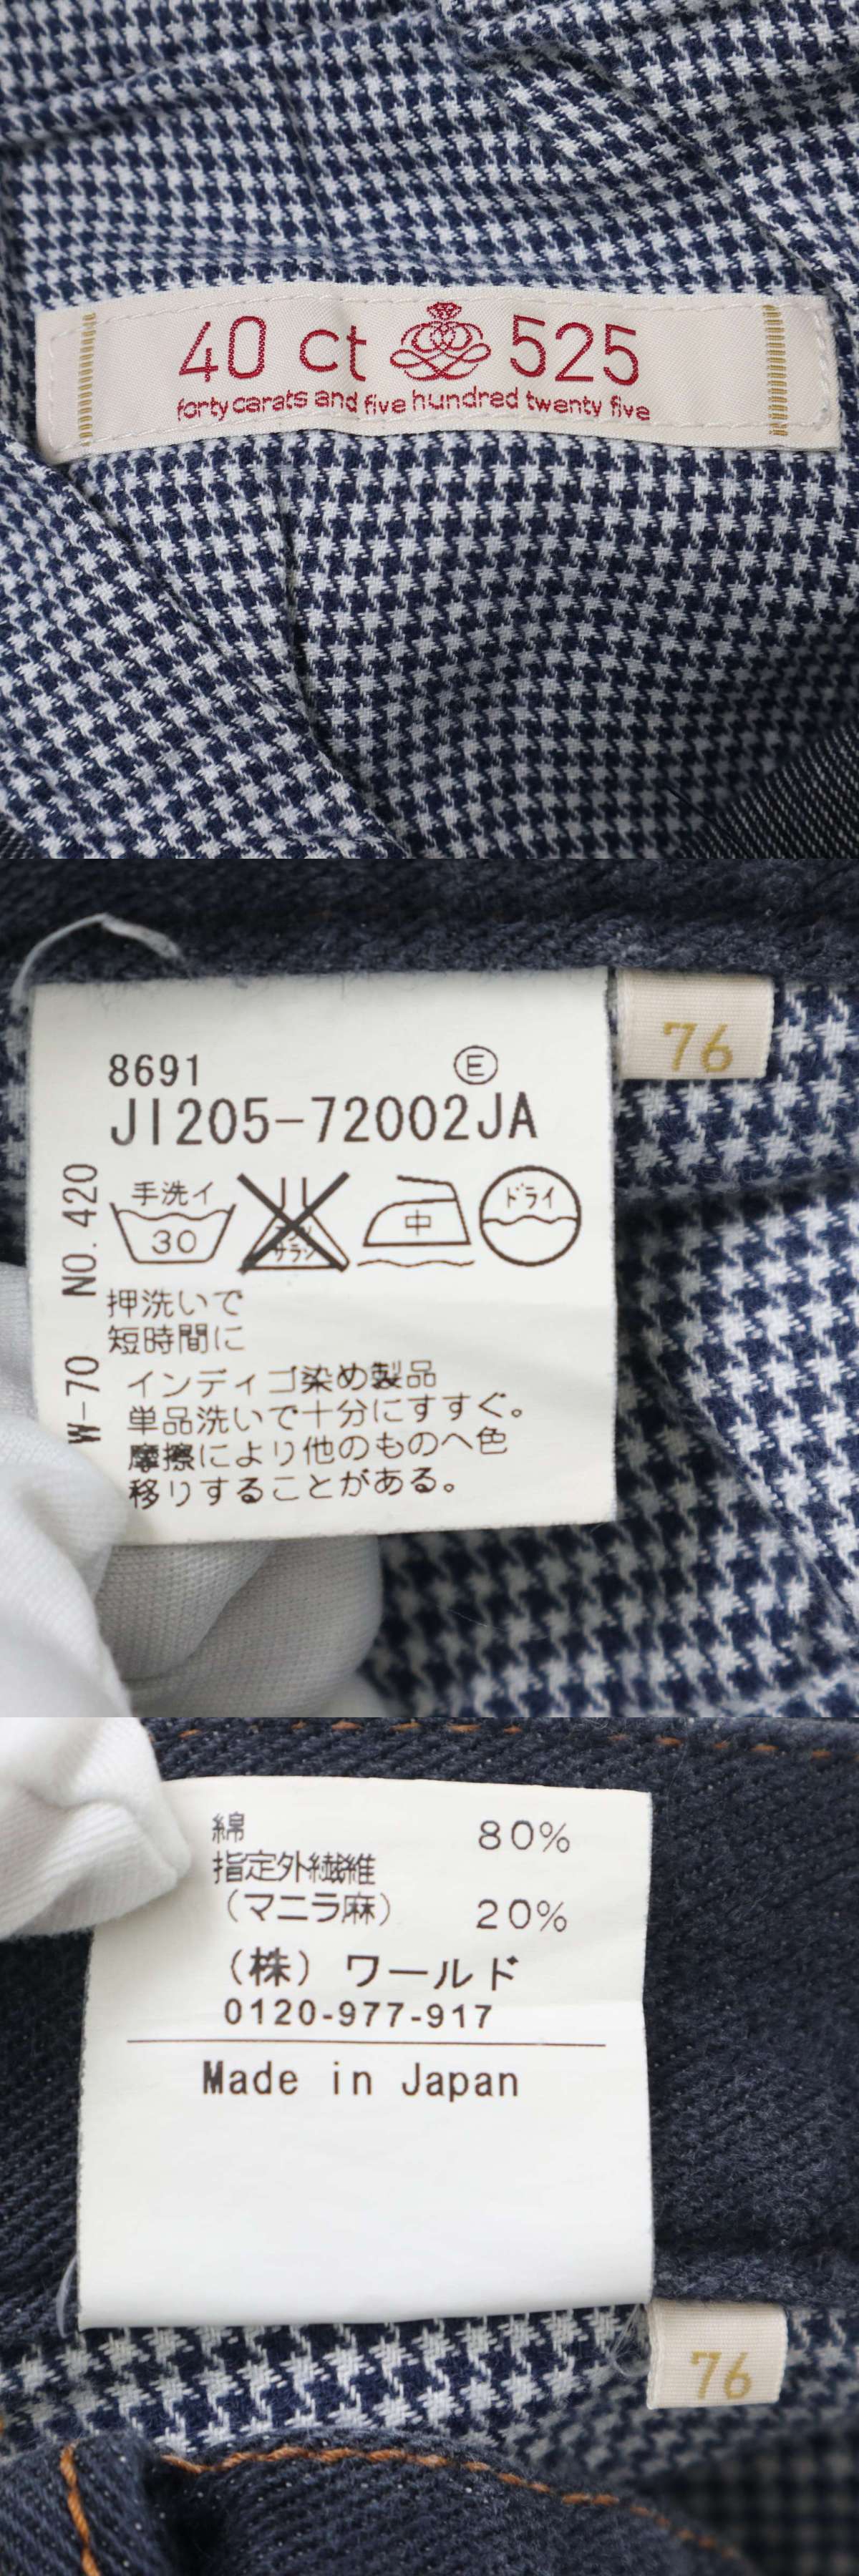 40 ct 525
forty carats and five hundred twenty five
76
8691 Ⓔ
JI205-72002JA
手洗イ
30
中
ドライ
NO. 420
W-70
押洗いで
短時間に
インディゴ染め製品
単品洗いで十分にすすぐ。
摩擦により他のものへ色
移りすることがある。
綿 80%
指定外繊維
（マニラ麻） 20%
（株）ワールド
0120-977-917
Made in Japan
76